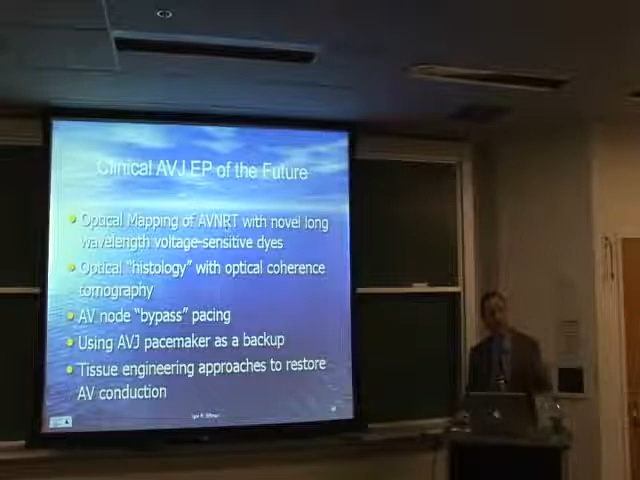 Clinical AVJ EP of the Future
Optical Mapping of AVNRT with novel long
wavelength voltage-sensitive dyes
Optical "histology" with optical coherence
tomography
AV node "bypass" pacing
Using AVJ pacemaker as a backup
Tissue engineering approaches to restore
AV conduction